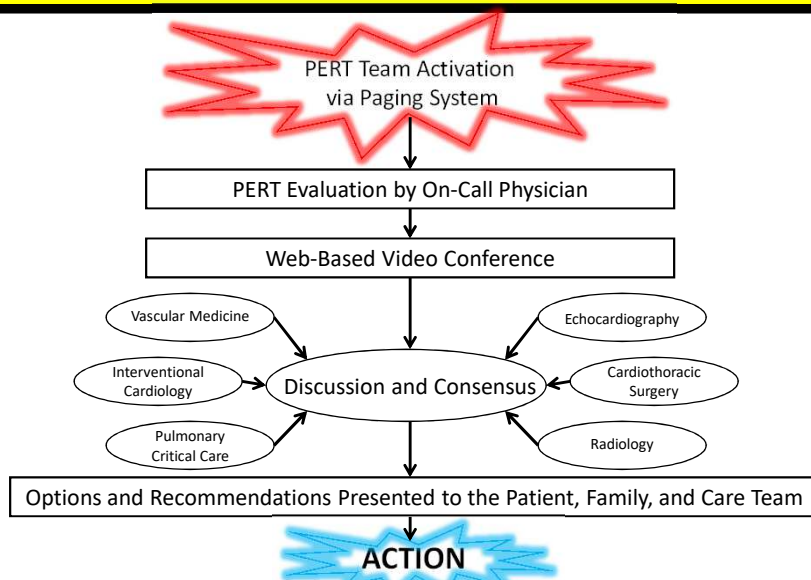 PERT Team Activation
via Paging System
PERT Evaluation by On-Call Physician
Web-Based Video Conference
Vascular Medicine
Echocardiography
Interventional
Cardiology
Discussion and Consensus
Cardiothoracic
Surgery
Pulmonary
Critical Care
Radiology
Options and Recommendations Presented to the Patient, Family, and Care Team
ACTION